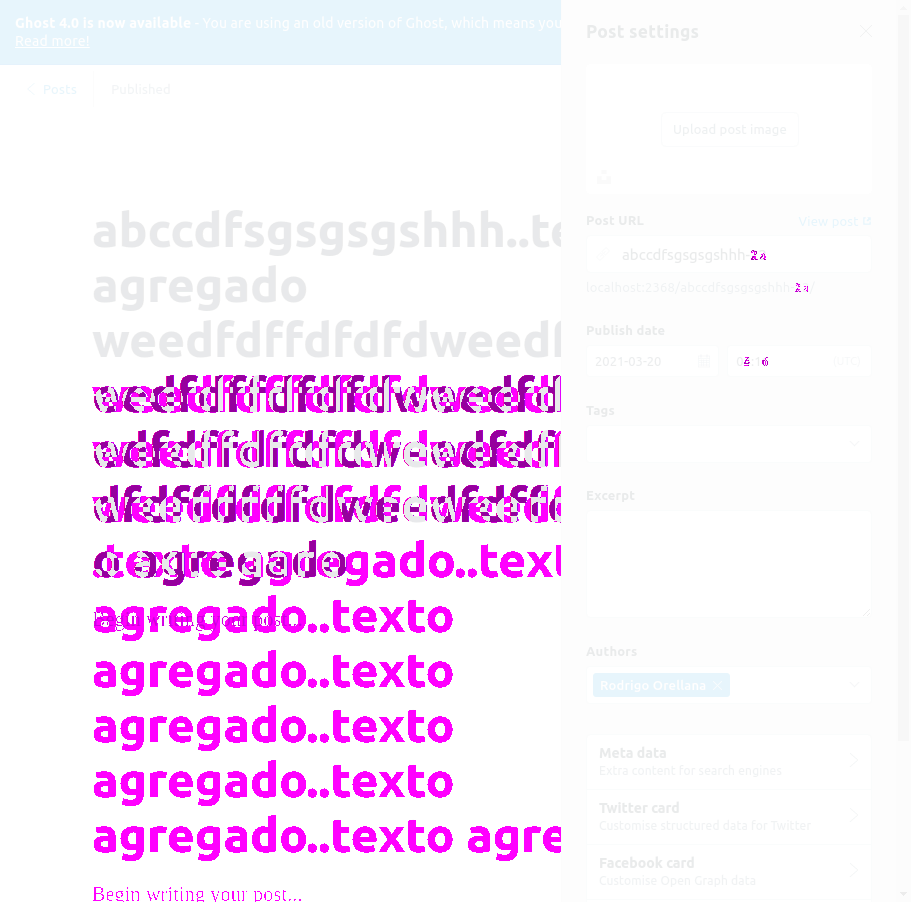 Ghost 4.0 is now available - You are using an old version of Ghost, which means you
Read more!
Posts
Published
abccdfsgsgsgshhh..te
agregado
weedfdffdfdfdweedf
agregado..text
agregado..texto
agregado..texto
agregado..texto
agregado..texto
agregado..texto agre
Begin writing your post...
Post settings
Upload post image
Post URL
View post
abccdfsgsgsgshhh
localhost:2368/abccdfsgsgsgshhh
Publish date
2021-03-20
(UTC)
Tags
Excerpt
Authors
Rodrigo Orellana
Meta data
Extra content for search engines
Twitter card
Customise structured data for Twitter
Facebook card
Customise Open Graph data